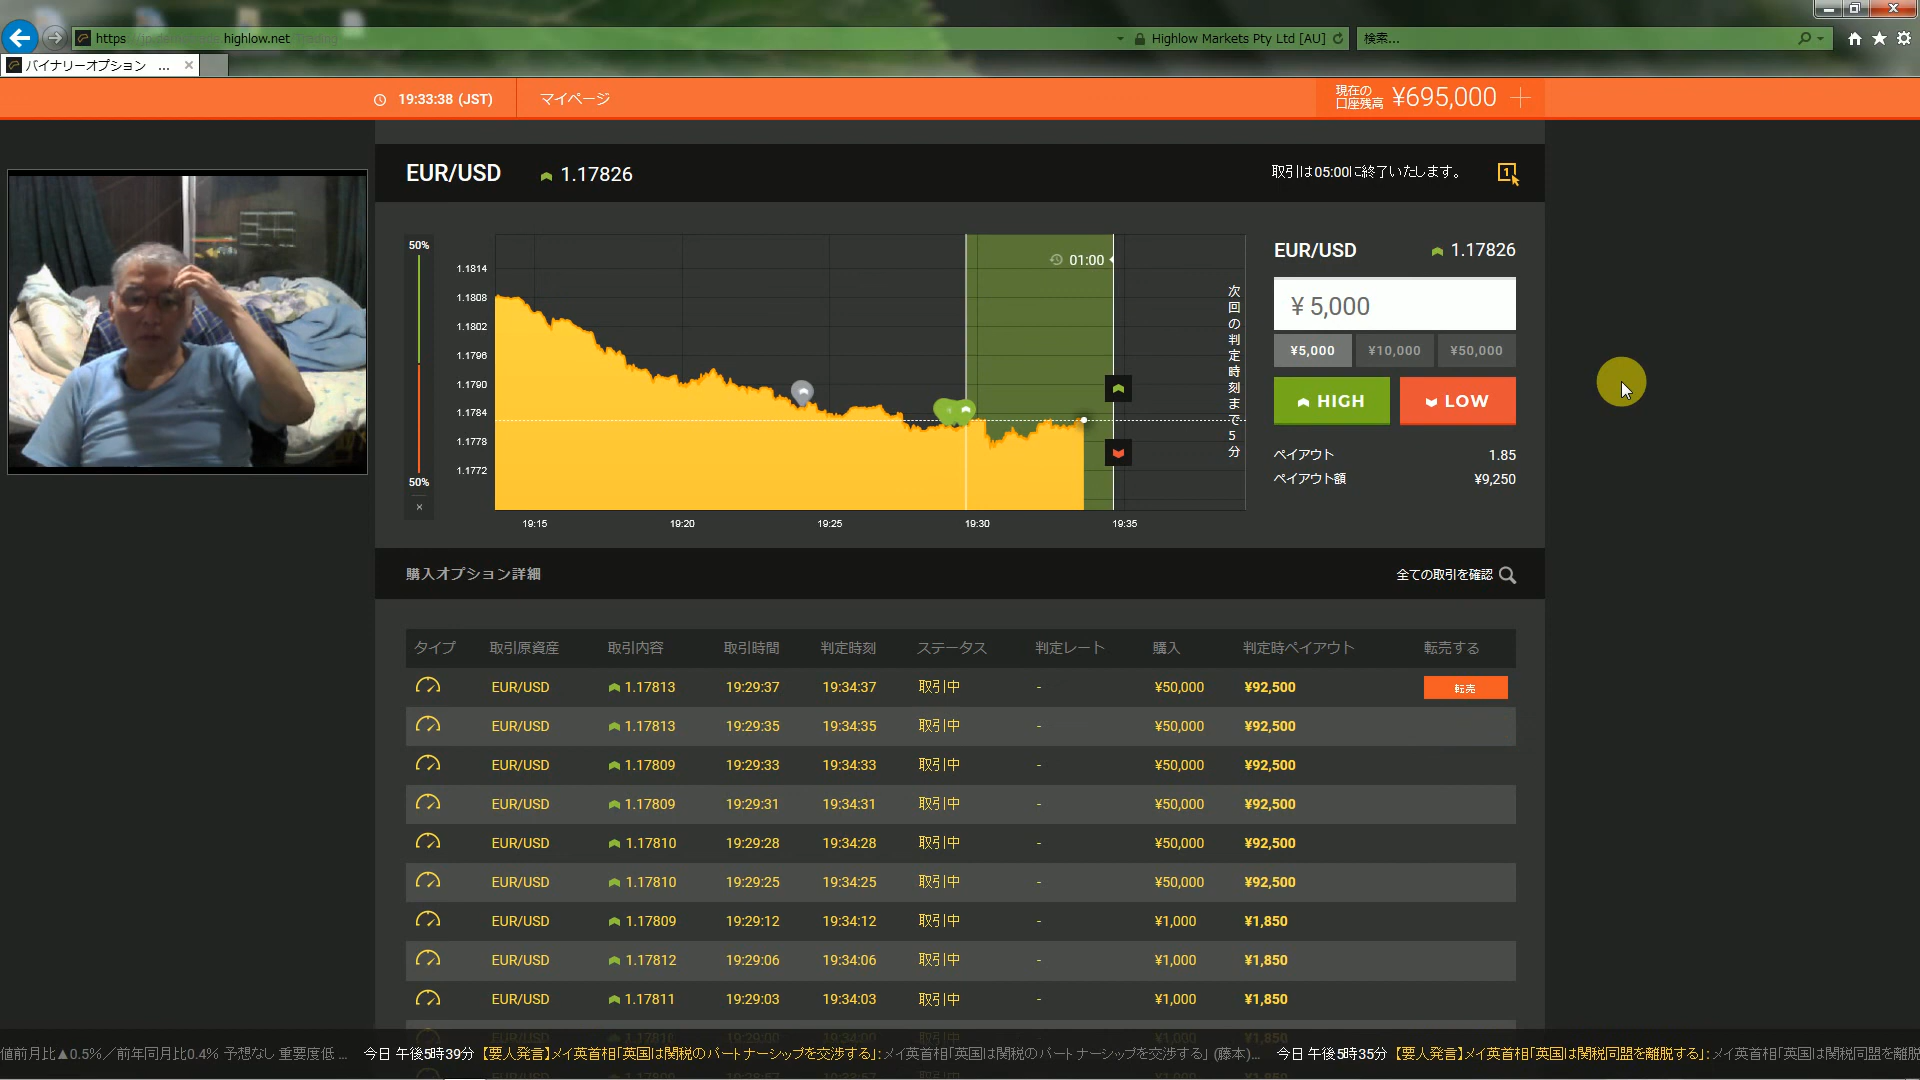 https highlow.net
Highlow Markets Pty Ltd [AU]
検索...
バイナリーオプション ...
19:33:38 (JST)
マイページ
現在の
口座残高
¥695,000
EUR/USD
1.17826
取引は05:00に終了いたします。
1
50%
50%
×
1.1814
1.1808
1.1802
1.1796
1.1790
1.1784
1.1778
1.1772
01:00
次回の判定時刻まで5分
19:15 19:20 19:25 19:30 19:35
EUR/USD 1.17826
¥ 5,000
¥5,000 ¥10,000 ¥50,000
HIGH LOW
ペイアウト 1.85
ペイアウト額 ¥9,250
購入オプション詳細
全ての取引を確認
タイプ 取引原資産 取引内容 取引時間 判定時刻 ステータス 判定レート 購入 判定時ペイアウト 転売する
EUR/USD 1.17813 19:29:37 19:34:37 取引中 - ¥50,000 ¥92,500 転売
EUR/USD 1.17813 19:29:35 19:34:35 取引中 - ¥50,000 ¥92,500
EUR/USD 1.17809 19:29:33 19:34:33 取引中 - ¥50,000 ¥92,500
EUR/USD 1.17809 19:29:31 19:34:31 取引中 - ¥50,000 ¥92,500
EUR/USD 1.17810 19:29:28 19:34:28 取引中 - ¥50,000 ¥92,500
EUR/USD 1.17810 19:29:25 19:34:25 取引中 - ¥50,000 ¥92,500
EUR/USD 1.17809 19:29:12 19:34:12 取引中 - ¥1,000 ¥1,850
EUR/USD 1.17812 19:29:06 19:34:06 取引中 - ¥1,000 ¥1,850
EUR/USD 1.17811 19:29:03 19:34:03 取引中 - ¥1,000 ¥1,850
値前月比▲0.5%／前年同月比0.4% 予想なし 重要度低 ... 今日 午後5時39分 【要人発言】メイ英首相「英国は関税のパートナーシップを交渉する」：メイ英首相「英国は関税のパートナーシップを交渉する」 (藤本)... 今日 午後5時35分 【要人発言】メイ英首相「英国は関税同盟を離脱する」：メイ英首相「英国は関税同盟を離脱